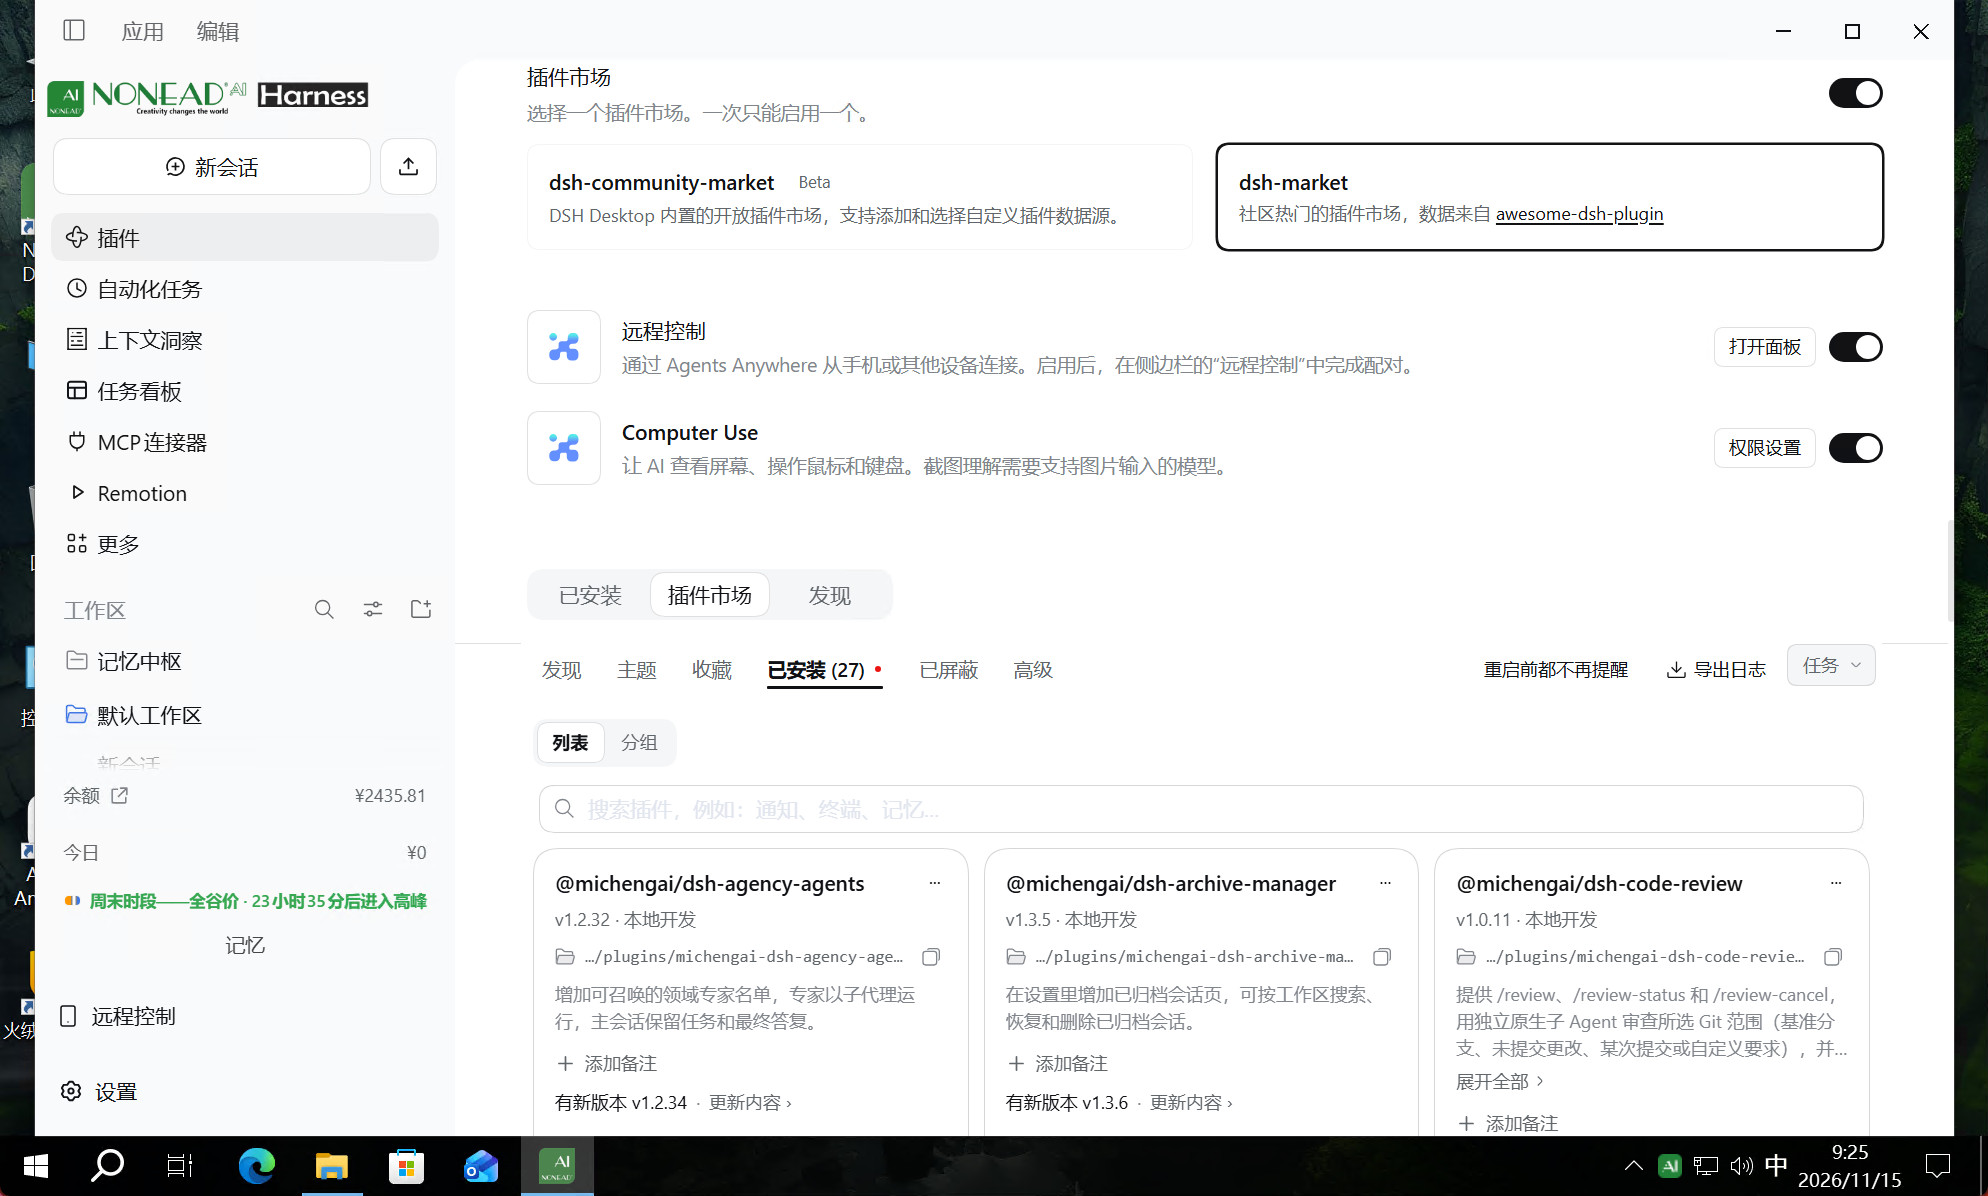 应用 编辑
AI NONEAD NONEAD® AI Harness
Creativity changes the world
新会话
插件
自动化任务
上下文洞察
任务看板
MCP连接器
Remotion
更多
工作区
记忆中枢
默认工作区
新会话
余额 ¥2435.81
今日 ¥0
周末时段——全谷价 · 23小时35分后进入高峰
记忆
远程控制
设置
插件市场
选择一个插件市场。一次只能启用一个。
dsh-community-market Beta
DSH Desktop 内置的开放插件市场，支持添加和选择自定义插件数据源。
dsh-market
社区热门的插件市场，数据来自 awesome-dsh-plugin
远程控制
通过 Agents Anywhere 从手机或其他设备连接。启用后，在侧边栏的“远程控制”中完成配对。
打开面板
Computer Use
让 AI 查看屏幕、操作鼠标和键盘。截图理解需要支持图片输入的模型。
权限设置
已安装 插件市场 发现
发现 主题 收藏 已安装 (27) 已屏蔽 高级
重启前都不再提醒 导出日志 任务
列表 分组
搜索插件，例如：通知、终端、记忆...
@michengai/dsh-agency-agents ...
v1.2.32 · 本地开发
.../plugins/michengai-dsh-agency-age...
增加可召唤的领域专家名单，专家以子代理运
行，主会话保留任务和最终答复。
添加备注
有新版本 v1.2.34 · 更新内容 ›
@michengai/dsh-archive-manager ...
v1.3.5 · 本地开发
.../plugins/michengai-dsh-archive-ma...
在设置里增加已归档会话页，可按工作区搜索、
恢复和删除已归档会话。
添加备注
有新版本 v1.3.6 · 更新内容 ›
@michengai/dsh-code-review ...
v1.0.11 · 本地开发
.../plugins/michengai-dsh-code-revie...
提供 /review、/review-status 和 /review-cancel，
用独立原生子 Agent 审查所选 Git 范围（基准分
支、未提交更改、某次提交或自定义要求），并...
展开全部 ›
添加备注
N
D
控
A
An
火绒
AI NONEAD
AI
中
9:25
2026/11/15